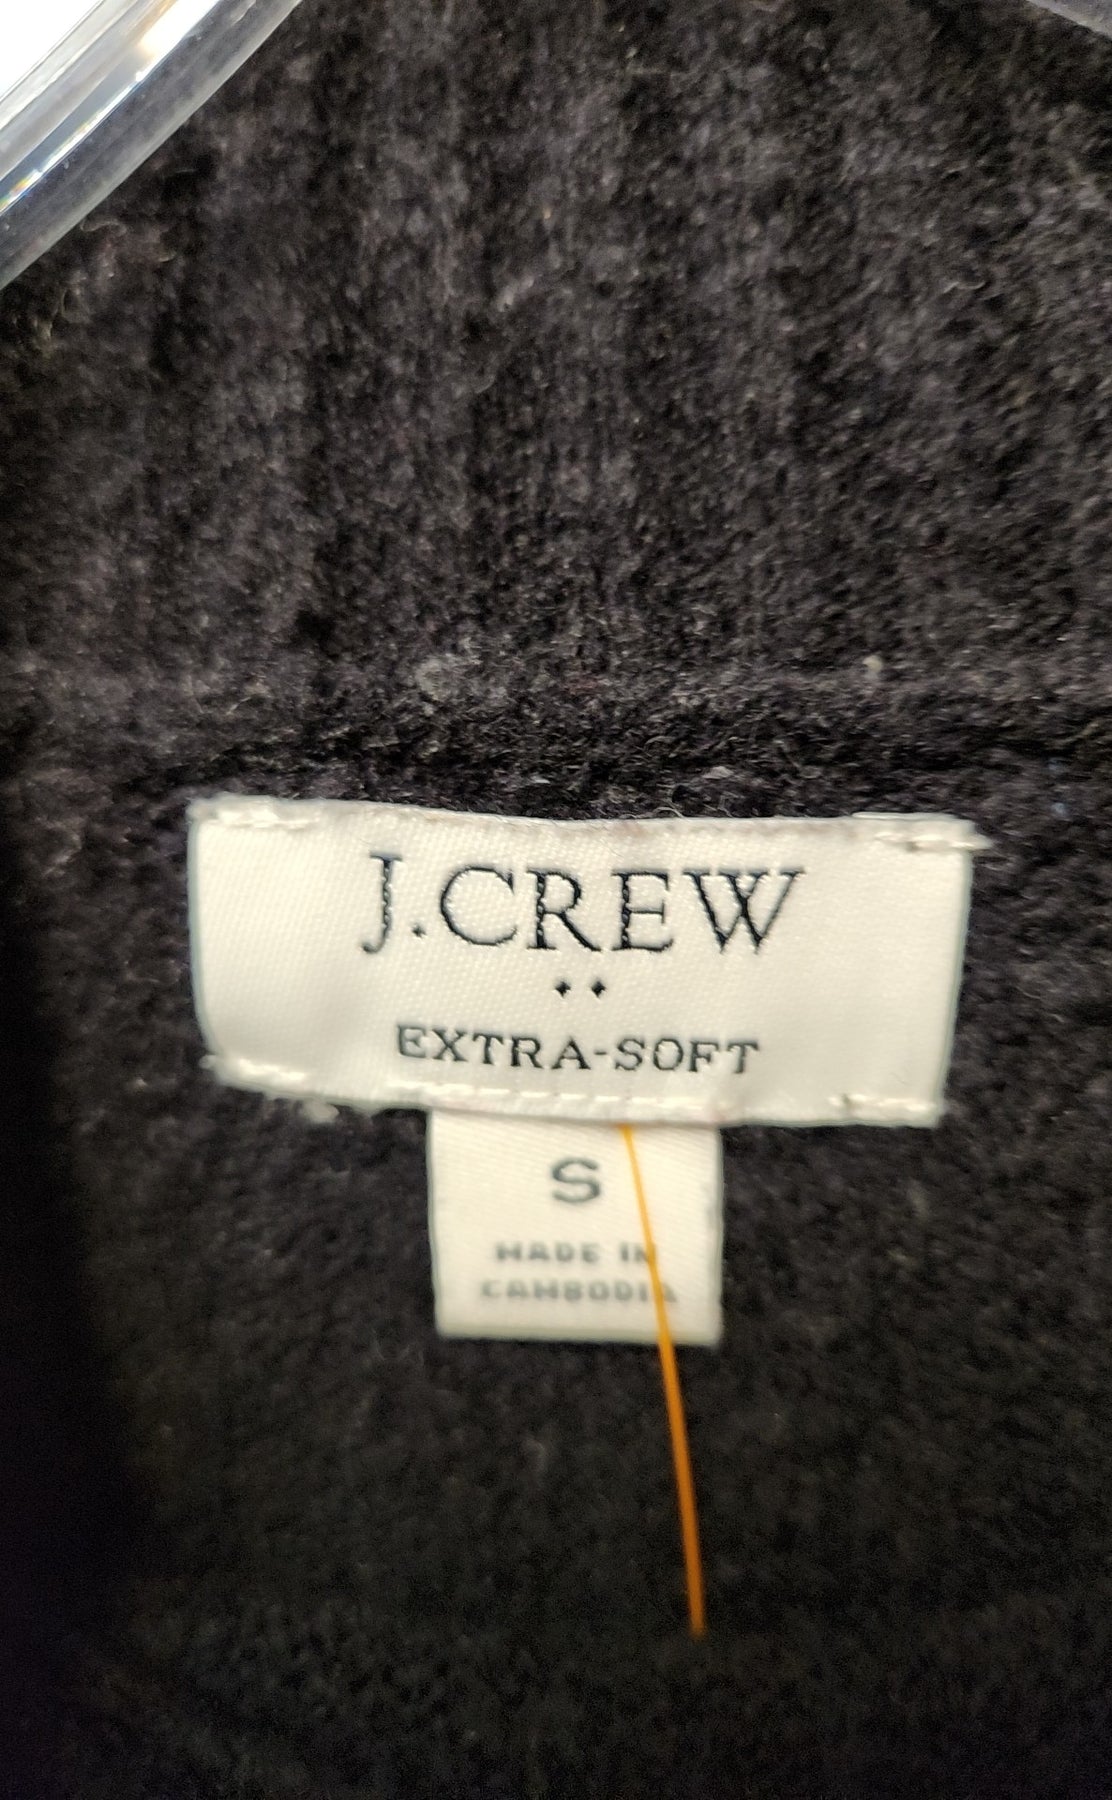 J.CREW
EXTRA-SOFT
S
MADE IN
CAMBODIA